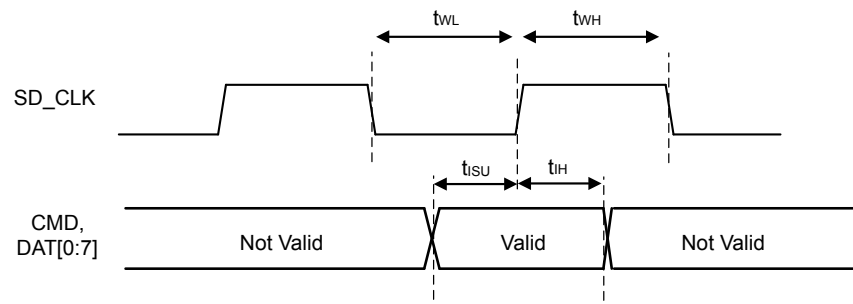 tWL tWH
SD_CLK
tISU tIH
CMD,
DAT[0:7]
Not Valid Valid Not Valid